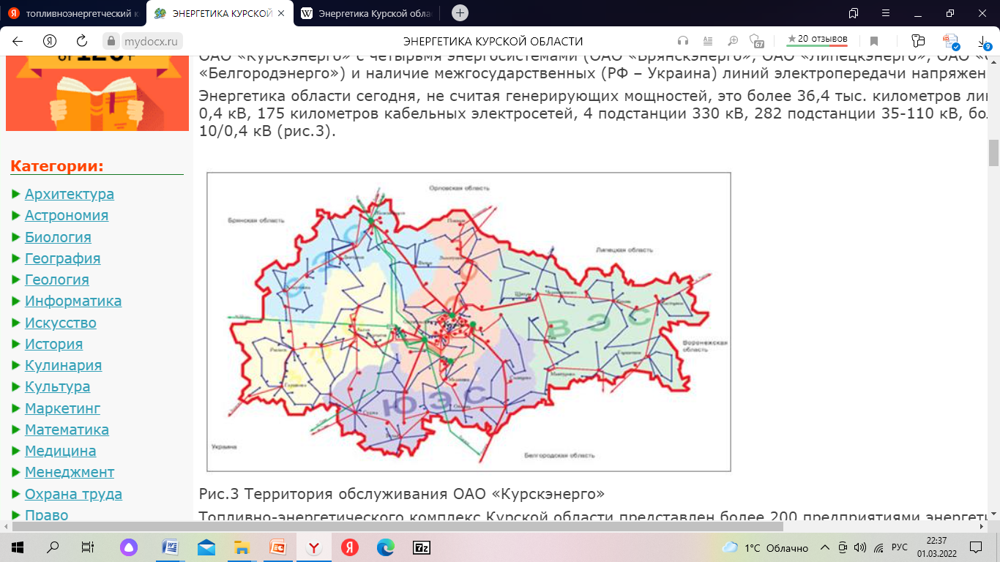 топливноэнергетческий к
ЭНЕРГЕТИКА КУРСКОЙ
Энергетика Курской обла
mydocx.ru
ЭНЕРГЕТИКА КУРСКОЙ ОБЛАСТИ
67
★ 20 отзывов
9
ОАО «Курскэнерго» с четырьмя энергосистемами (ОАО «Брянскэнерго», ОАО «Липецкэнерго», ОАО
«Белгородэнерго») и наличие межгосударственных (РФ – Украина) линий электропередачи напряжен
Энергетика области сегодня, не считая генерирующих мощностей, это более 36,4 тыс. километров ли
0,4 кВ, 175 километров кабельных электросетей, 4 подстанции 330 кВ, 282 подстанции 35-110 кВ, бо
10/0,4 кВ (рис.3).
Категории:
Архитектура
Астрономия
Биология
География
Геология
Информатика
Искусство
История
Кулинария
Культура
Маркетинг
Математика
Медицина
Менеджмент
Охрана труда
Право
Орловская область
Брянская область
Липецкая область
ВЭС
Воронежская
область
ЮЭС
Украина
Белгородская область
Рис.3 Территория обслуживания ОАО «Курскэнерго»
Топливно-энергетического комплекс Курской области представлен более 200 предприятиями энергети
1°C Облачно
РУС
22:37
01.03.2022